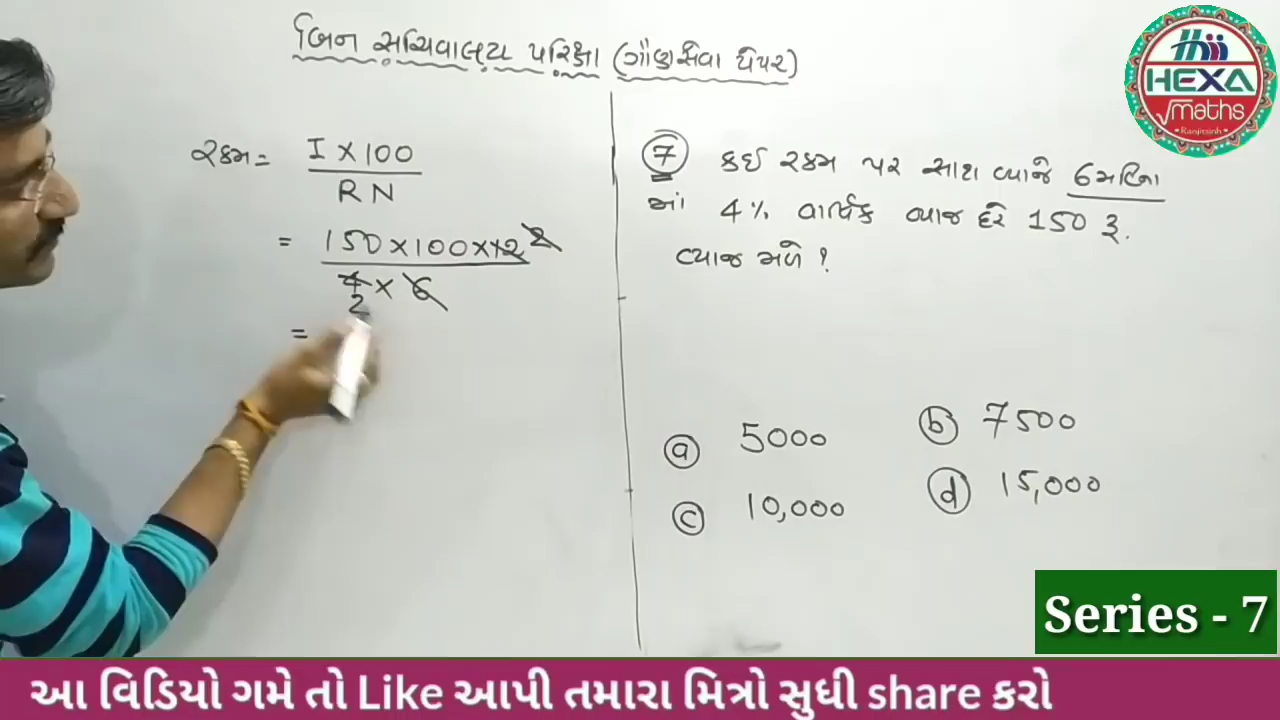 બિન સચિવાલય પરિક્ષા (ગૌણસેવા પેપર)
HEXA
√maths
Ranjitsinh
રકમ = I × 100
R N
= 150 × 100 × 12 2
4 × 6
2
=
7 કઈ રકમ પર સાદા વ્યાજે 6 મહિના
માં 4% વાર્ષિક વ્યાજ દરે 150 રૂ.
વ્યાજ મળે ?
a 5000
b 7500
c 10,000
d 15,000
Series - 7
આ વિડિયો ગમે તો Like આપી તમારા મિત્રો સુધી share કરો